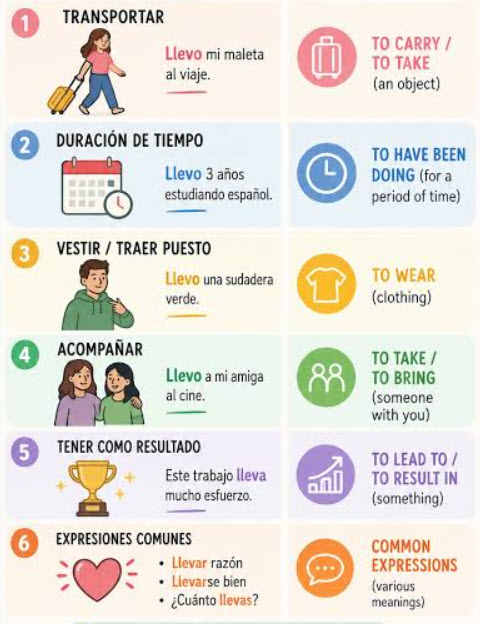 1
TRANSPORTAR
Llevo mi maleta
al viaje.
TO CARRY /
TO TAKE
(an object)
2
DURACIÓN DE TIEMPO
Llevo 3 años
estudiando español.
TO HAVE BEEN
DOING (for a
period of time)
3
VESTIR / TRAER PUESTO
Llevo una sudadera
verde.
TO WEAR
(clothing)
4
ACOMPAÑAR
Llevo a mi amiga
al cine.
TO TAKE /
TO BRING
(someone
with you)
5
TENER COMO RESULTADO
Este trabajo lleva
mucho esfuerzo.
TO LEAD TO /
TO RESULT IN
(something)
6
EXPRESIONES COMUNES
• Llevar razón
• Llevarse bien
• ¿Cuánto llevas?
COMMON
EXPRESSIONS
(various
meanings)